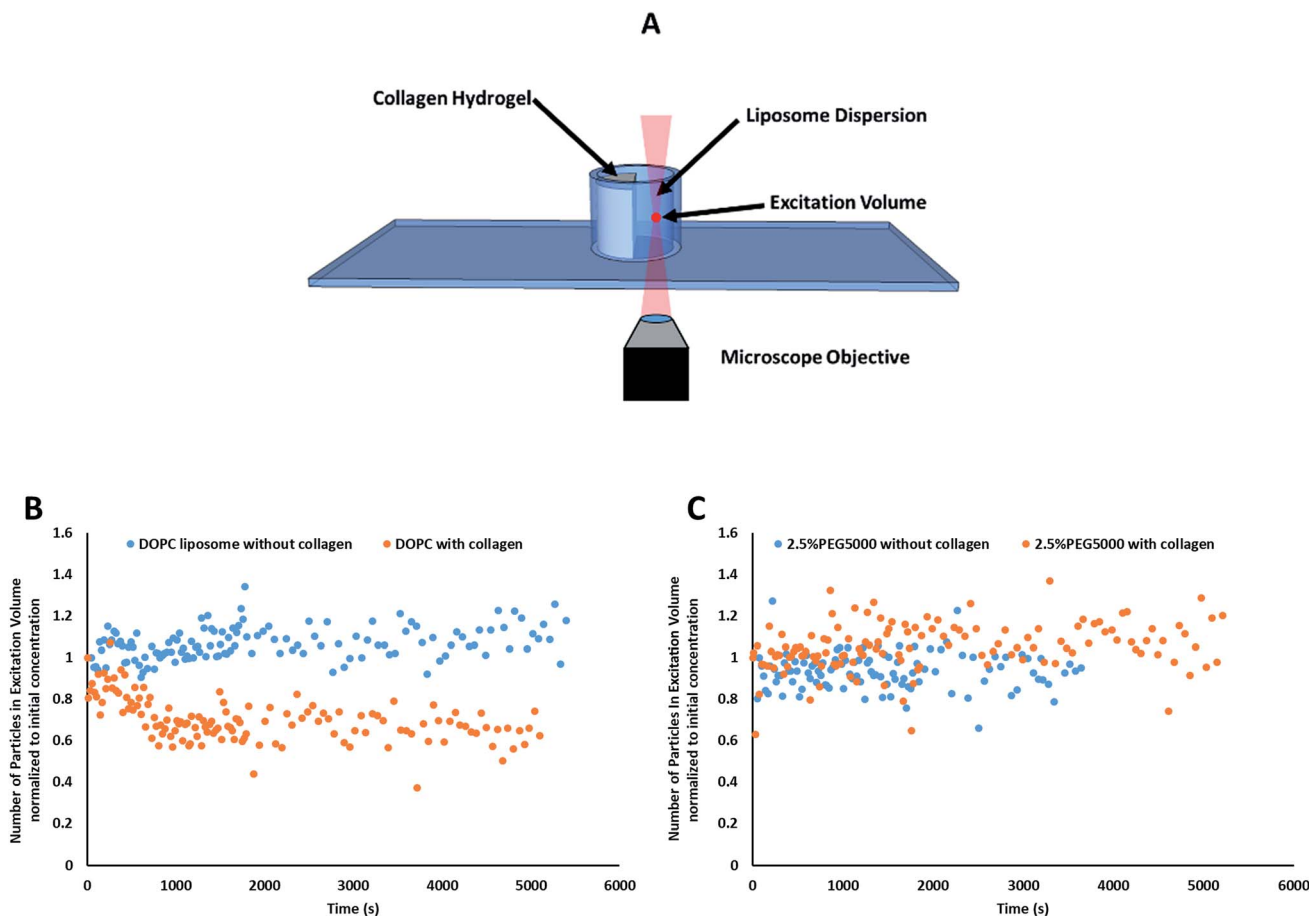 A
Collagen Hydrogel
Liposome Dispersion
Excitation Volume
Microscope Objective
B
Number of Particles in Excitation Volume
normalized to initial concentration
1.6
1.4
1.2
1
0.8
0.6
0.4
0.2
0
DOPC liposome without collagen
DOPC with collagen
0 1000 2000 3000 4000 5000 6000
Time (s)
C
Number of Particles In Excitation Volume
normalized to initial concentration
1.6
1.4
1.2
1
0.8
0.6
0.4
0.2
0
2.5%PEG5000 without collagen
2.5%PEG5000 with collagen
0 1000 2000 3000 4000 5000 6000
Time (s)